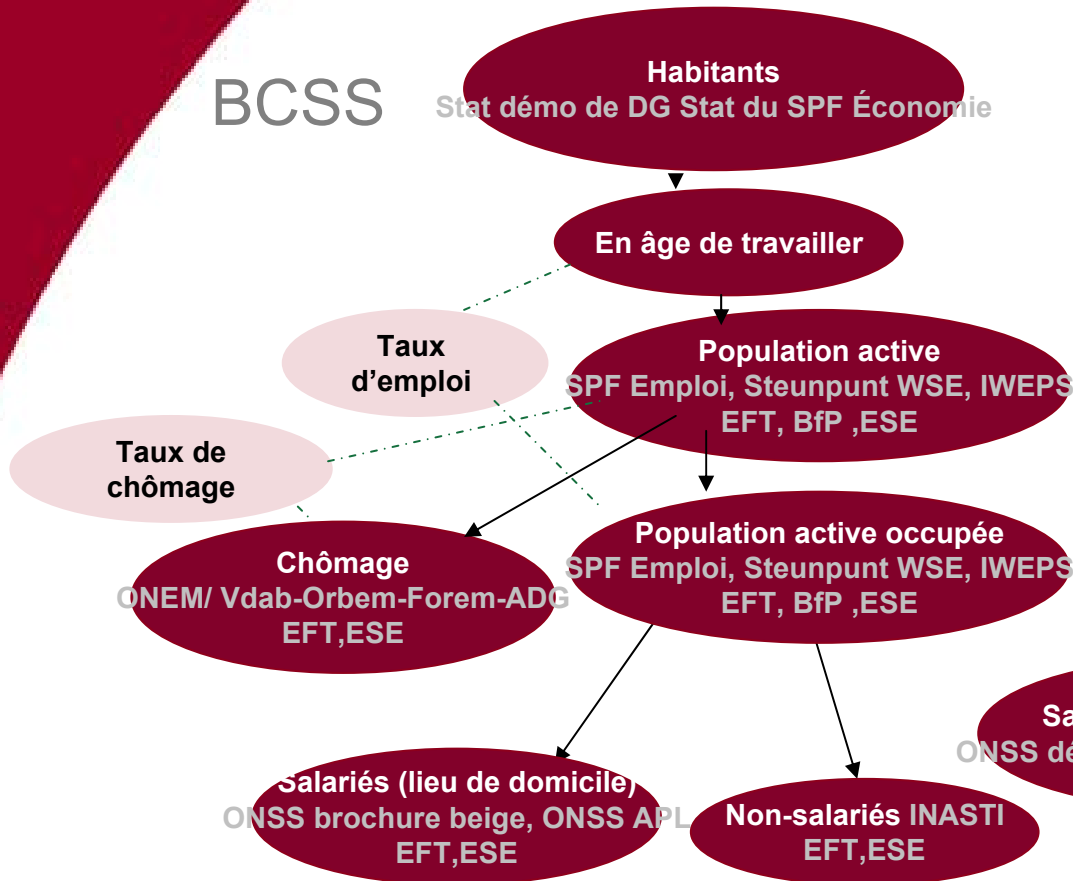 BCSS
Habitants
Stat démo de DG Stat du SPF Économie
En âge de travailler
Taux
d’emploi
Population active
SPF Emploi, Steunpunt WSE, IWEPS
EFT, BfP ,ESE
Taux de
chômage
Chômage
ONEM/ Vdab-Orbem-Forem-ADG
EFT,ESE
Population active occupée
SPF Emploi, Steunpunt WSE, IWEPS
EFT, BfP ,ESE
Salariés (lieu de domicile)
ONSS brochure beige, ONSS APL
EFT,ESE
Non-salariés INASTI
EFT,ESE
ONSS